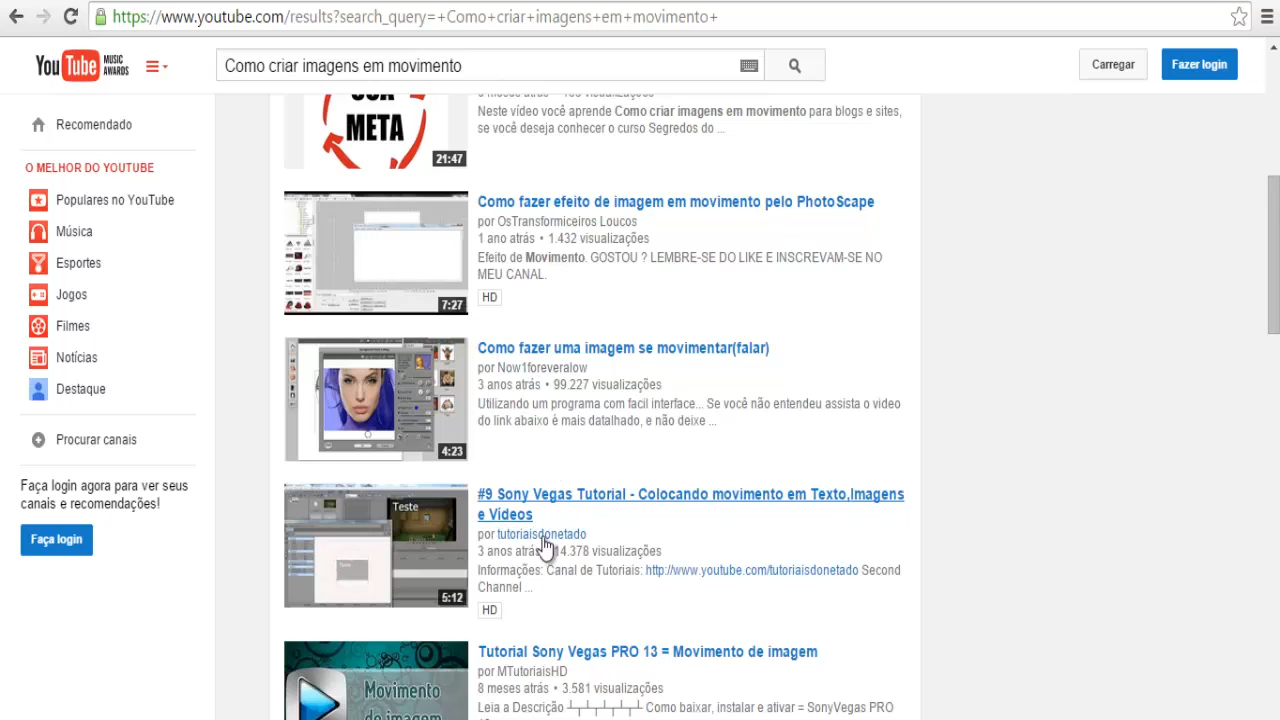 https://www.youtube.com/results?search_query=+Como+criar+imagens+em+movimento+
YouTube MUSIC AWARDS
Como criar imagens em movimento
Carregar
Fazer login
Recomendado
O MELHOR DO YOUTUBE
Populares no YouTube
Música
Esportes
Jogos
Filmes
Notícias
Destaque
Procurar canais
Faça login agora para ver seus
canais e recomendações!
Faça login
META
21:47
Neste vídeo você aprende Como criar imagens em movimento para blogs e sites,
se você deseja conhecer o curso Segredos do ...
7:27
Como fazer efeito de imagem em movimento pelo PhotoScape
por OsTransformiceiros Loucos
1 ano atrás • 1.432 visualizações
Efeito de Movimento. GOSTOU ? LEMBRE-SE DO LIKE E INSCREVAM-SE NO
MEU CANAL.
HD
4:23
Como fazer uma imagem se movimentar(falar)
por Now1foreveralow
3 anos atrás • 99.227 visualizações
Utilizando um programa com facil interface... Se você não entendeu assista o video
do link abaixo é mais datalhado, e não deixe ...
Teste
5:12
#9 Sony Vegas Tutorial - Colocando movimento em Texto,Imagens
e Videos
por tutoriaisdonetado
3 anos atrás 4.378 visualizações
Informações: Canal de Tutoriais: http://www.youtube.com/tutoriaisdonetado Second
Channel ...
HD
Movimento
de imagem
Tutorial Sony Vegas PRO 13 = Movimento de imagem
por MTutoriaisHD
8 meses atrás • 3.581 visualizações
Leia a Descrição ┴┬┴┬┴┬┴┬┴ Como baixar, instalar e ativar = SonyVegas PRO